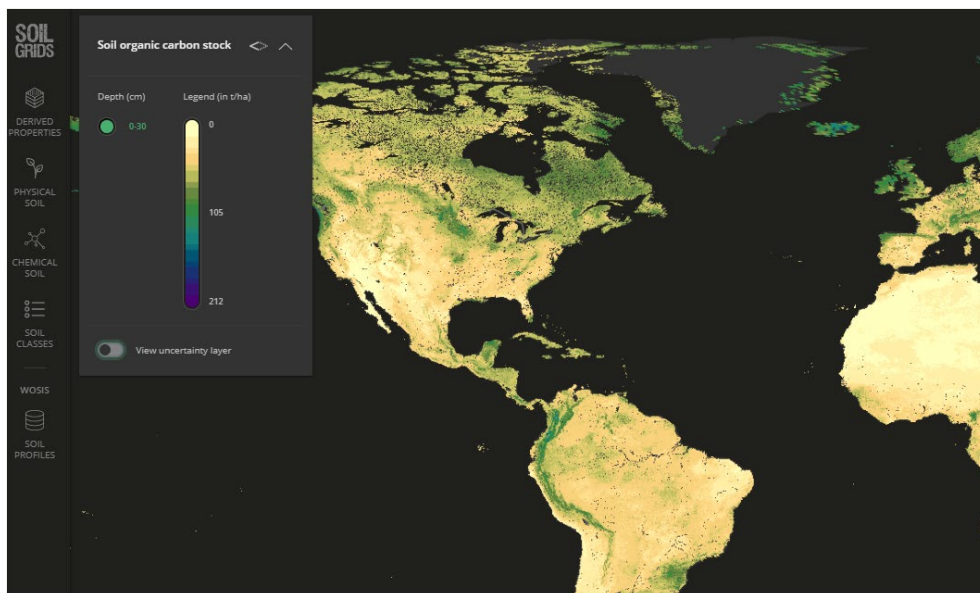 SOIL
GRIDS
DERIVED
PROPERTIES
PHYSICAL
SOIL
CHEMICAL
SOIL
SOIL
CLASSES
WOSIS
SOIL
PROFILES
Soil organic carbon stock
Depth (cm) Legend (in t/ha)
0-30 0
105
212
View uncertainty layer